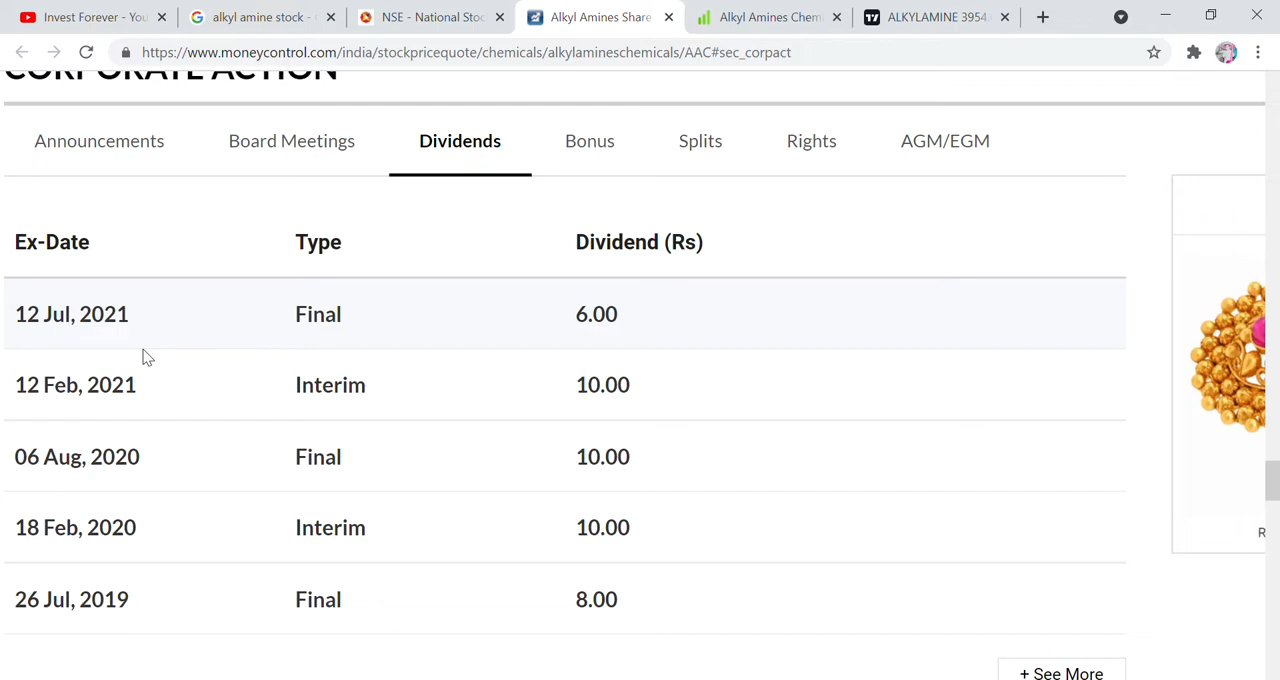 Invest Forever - You
alkyl amine stock -
NSE - National Stoc
Alkyl Amines Share
Alkyl Amines Chem
ALKYLAMINE 3954.
https://www.moneycontrol.com/india/stockpricequote/chemicals/alkylamineschemicals/AAC#sec_corpact
CORPORATE ACTION
Announcements Board Meetings Dividends Bonus Splits Rights AGM/EGM
Ex-Date Type Dividend (Rs)
12 Jul, 2021 Final 6.00
12 Feb, 2021 Interim 10.00
06 Aug, 2020 Final 10.00
18 Feb, 2020 Interim 10.00
26 Jul, 2019 Final 8.00
R
+ See More